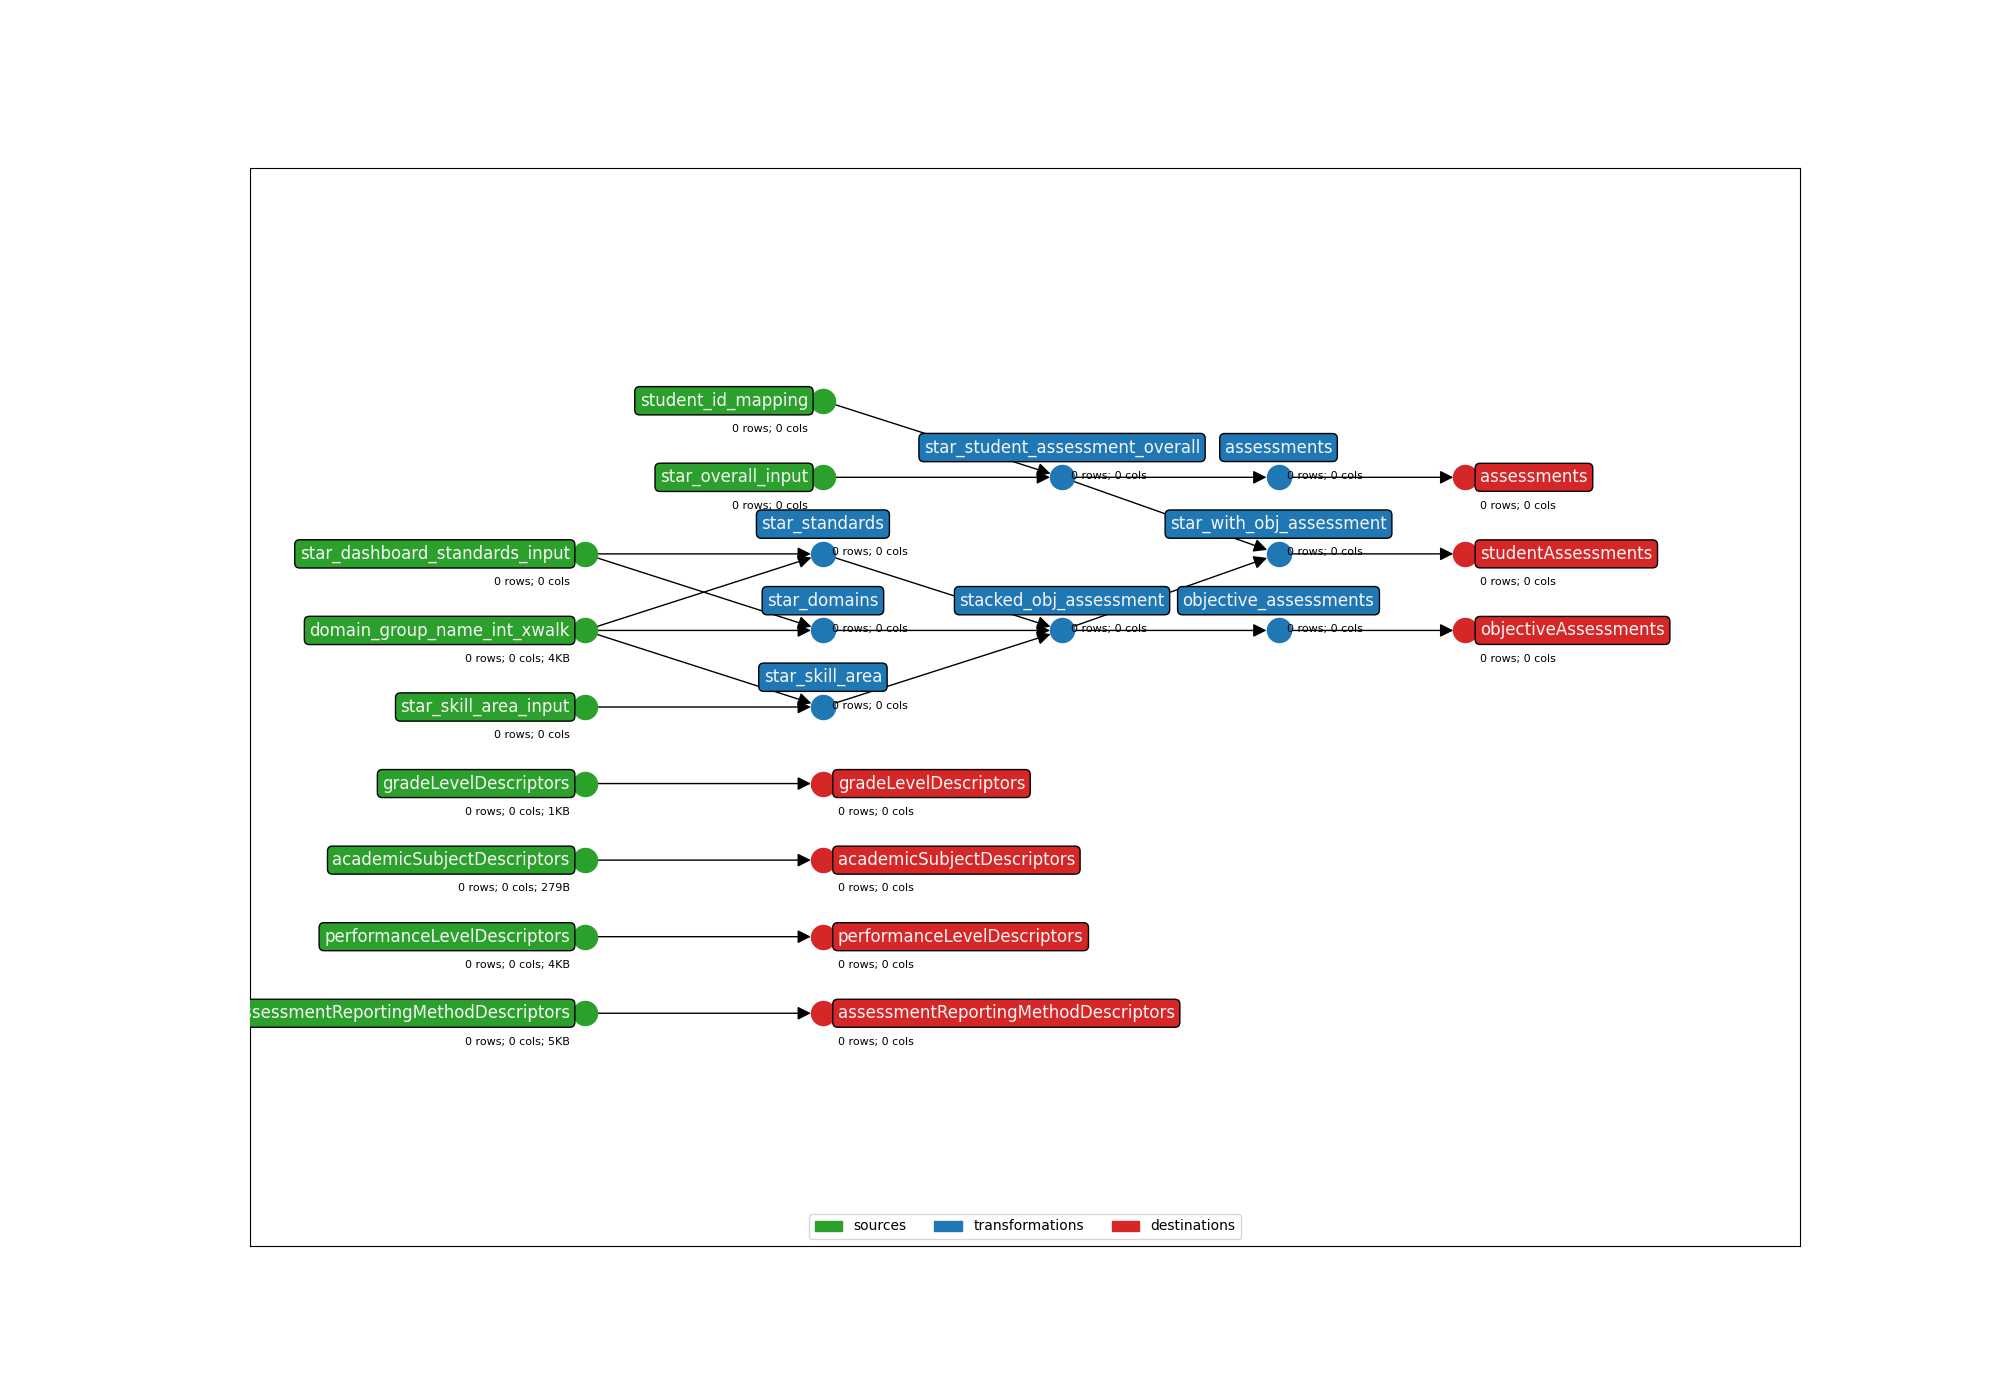 student_id_mapping
0 rows; 0 cols
star_student_assessment_overall
assessments
star_overall_input
0 rows; 0 cols
0 rows; 0 cols
assessments
0 rows; 0 cols
0 rows; 0 cols
star_standards
star_with_obj_assessment
star_dashboard_standards_input
0 rows; 0 cols
0 rows; 0 cols
studentAssessments
0 rows; 0 cols
0 rows; 0 cols
star_domains
stacked_obj_assessment
objective_assessments
domain_group_name_int_xwalk
0 rows; 0 cols
0 rows; 0 cols
0 rows; 0 cols
objectiveAssessments
0 rows; 0 cols; 4KB
0 rows; 0 cols
star_skill_area
star_skill_area_input
0 rows; 0 cols
0 rows; 0 cols
gradeLevelDescriptors
gradeLevelDescriptors
0 rows; 0 cols; 1KB
0 rows; 0 cols
academicSubjectDescriptors
academicSubjectDescriptors
0 rows; 0 cols; 279B
0 rows; 0 cols
performanceLevelDescriptors
performanceLevelDescriptors
0 rows; 0 cols; 4KB
0 rows; 0 cols
sessmentReportingMethodDescriptors
assessmentReportingMethodDescriptors
0 rows; 0 cols; 5KB
0 rows; 0 cols
sources
transformations
destinations